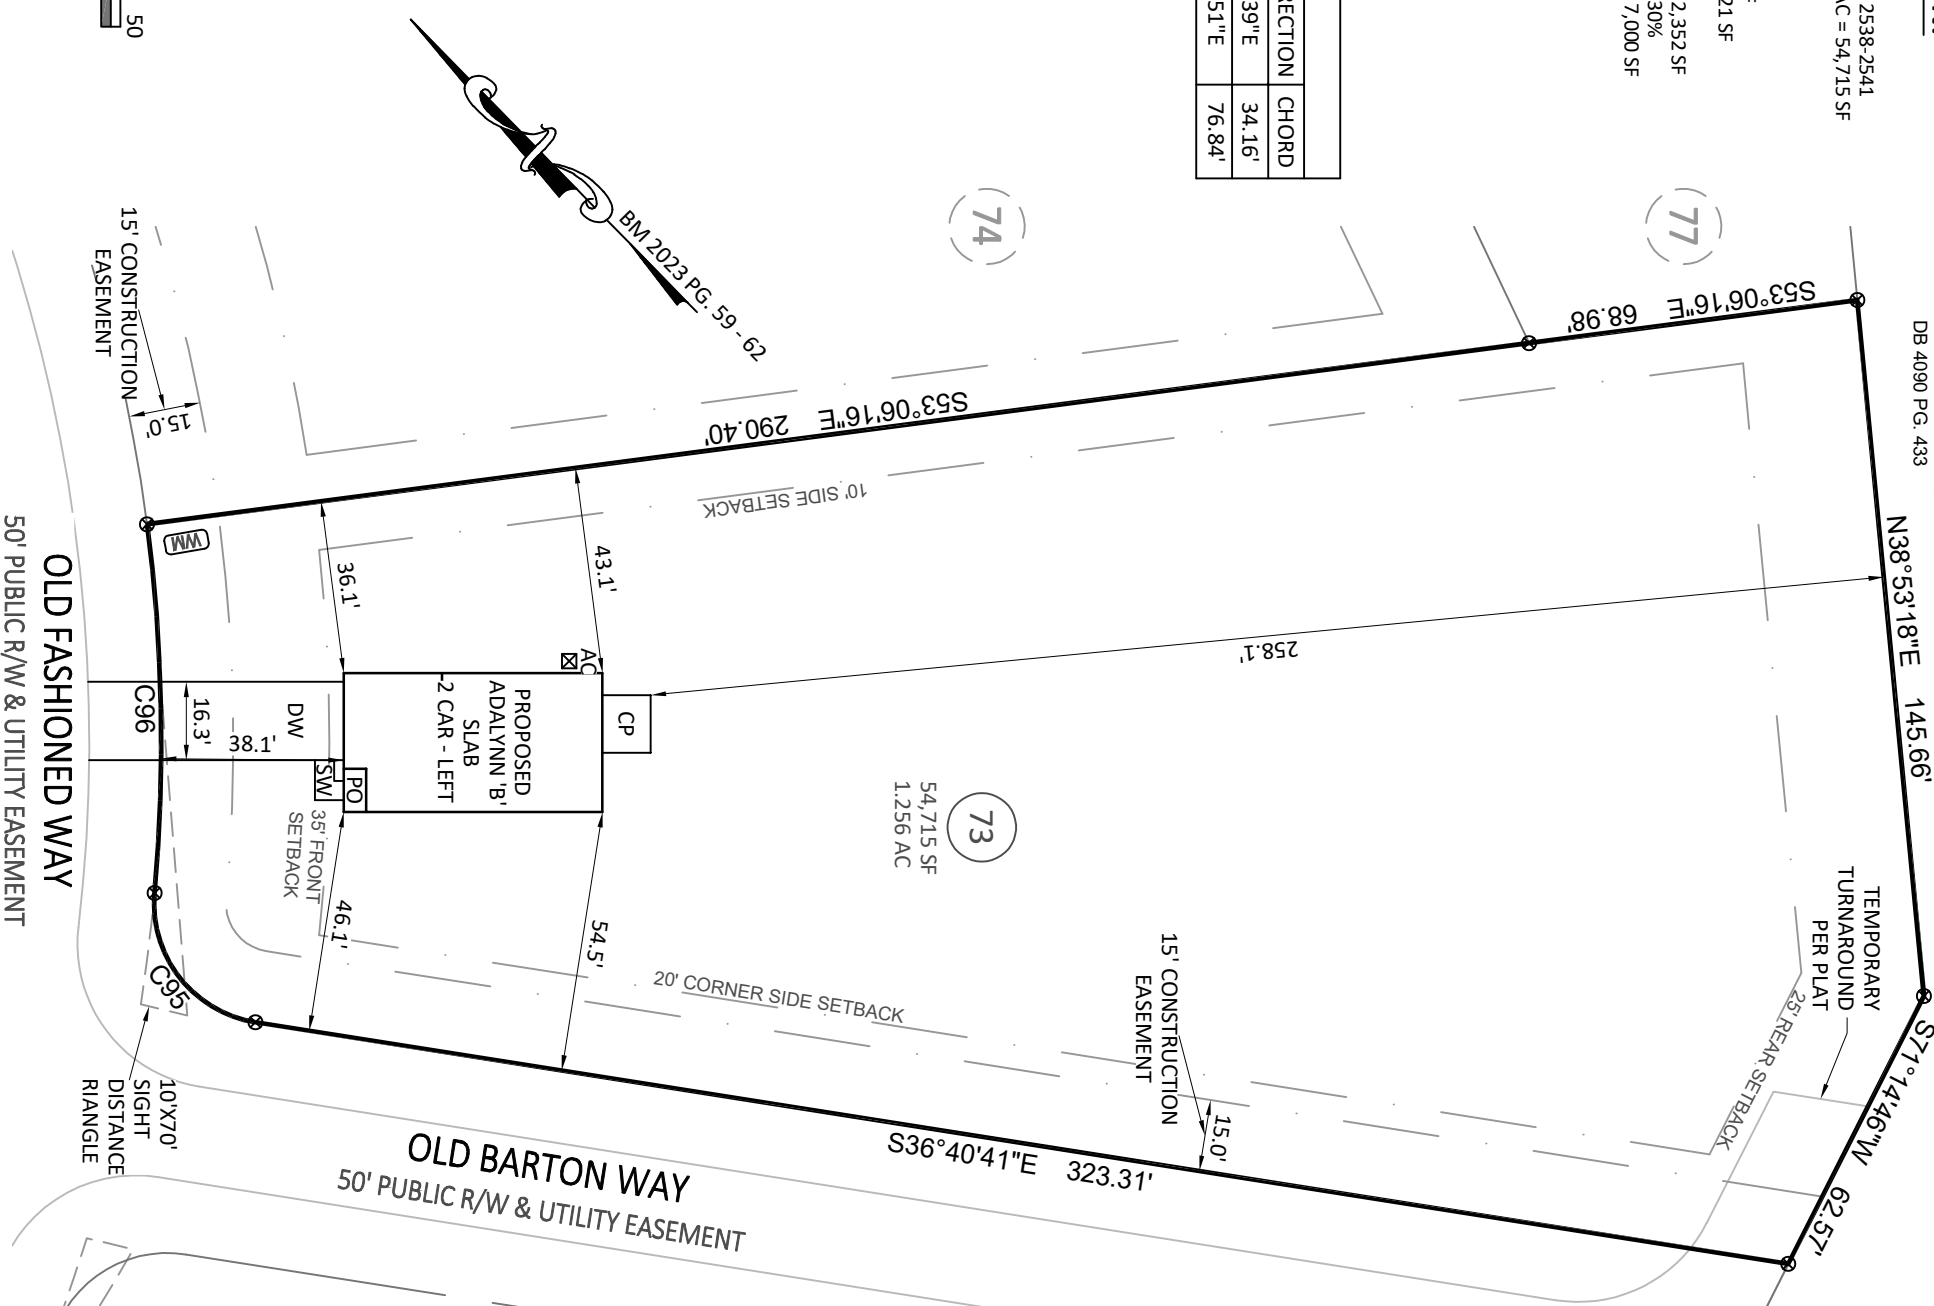 2538-2541
AC = 54,715 SF
21 SF
2,352 SF
30%
7,000 SF
RECTION CHORD
39"E 34.16'
51"E 76.84'
50
BM 2023 PG. 59 - 62
74
77
DB 4090 PG. 433
S53°06'16"E 68.98'
S53°06'16"E 290.40'
N38°53'18"E 145.66'
S71°14'46"W 62.57'
S36°40'41"E 323.31'
10' SIDE SETBACK
15' CONSTRUCTION
EASEMENT
15.0'
WM
36.1'
43.1'
258.1'
AC
CP
PROPOSED
ADALYNN 'B'
SLAB
2 CAR - LEFT
PO
SW
DW
16.3'
38.1'
C96
35' FRONT
SETBACK
46.1'
54.5'
73
54,715 SF
1.256 AC
TEMPORARY
TURNAROUND
PER PLAT
25' REAR SETBACK
20' CORNER SIDE SETBACK
15' CONSTRUCTION
EASEMENT
15.0'
C95
10'X70'
SIGHT
DISTANCE
RIANGLE
OLD FASHIONED WAY
50' PUBLIC R/W & UTILITY EASEMENT
OLD BARTON WAY
50' PUBLIC R/W & UTILITY EASEMENT